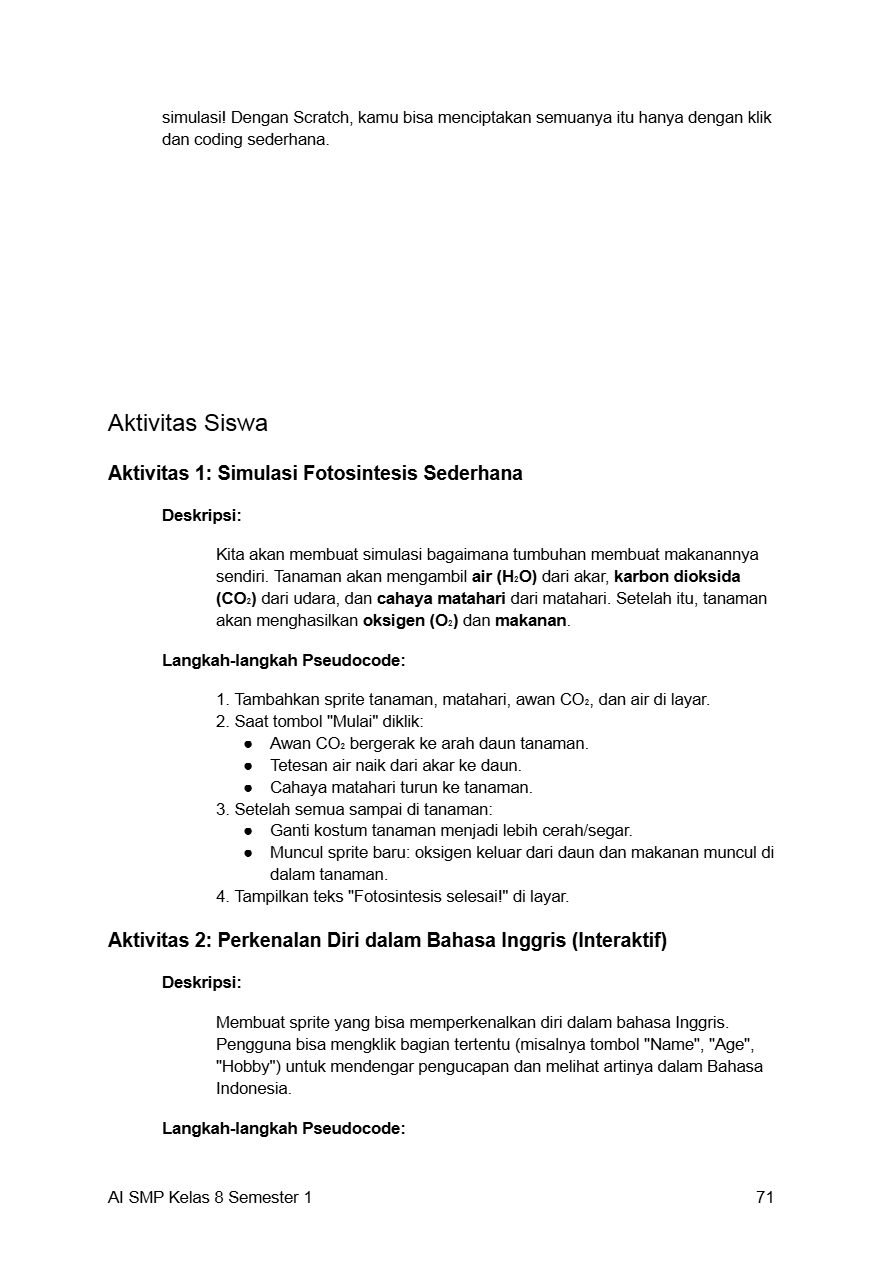 simulasi! Dengan Scratch, kamu bisa menciptakan semuanya itu hanya dengan klik
dan coding sederhana.
Aktivitas Siswa
Aktivitas 1: Simulasi Fotosintesis Sederhana
Deskripsi:
Kita akan membuat simulasi bagaimana tumbuhan membuat makanannya
sendiri. Tanaman akan mengambil air (H₂O) dari akar, karbon dioksida
(CO₂) dari udara, dan cahaya matahari dari matahari. Setelah itu, tanaman
akan menghasilkan oksigen (O₂) dan makanan.
Langkah-langkah Pseudocode:
1. Tambahkan sprite tanaman, matahari, awan CO₂, dan air di layar.
2. Saat tombol "Mulai" diklik:
● Awan CO₂ bergerak ke arah daun tanaman.
● Tetesan air naik dari akar ke daun.
● Cahaya matahari turun ke tanaman.
3. Setelah semua sampai di tanaman:
● Ganti kostum tanaman menjadi lebih cerah/segar.
● Muncul sprite baru: oksigen keluar dari daun dan makanan muncul di
dalam tanaman.
4. Tampilkan teks "Fotosintesis selesai!" di layar.
Aktivitas 2: Perkenalan Diri dalam Bahasa Inggris (Interaktif)
Deskripsi:
Membuat sprite yang bisa memperkenalkan diri dalam bahasa Inggris.
Pengguna bisa mengklik bagian tertentu (misalnya tombol "Name", "Age",
"Hobby") untuk mendengar pengucapan dan melihat artinya dalam Bahasa
Indonesia.
Langkah-langkah Pseudocode:
AI SMP Kelas 8 Semester 1 71